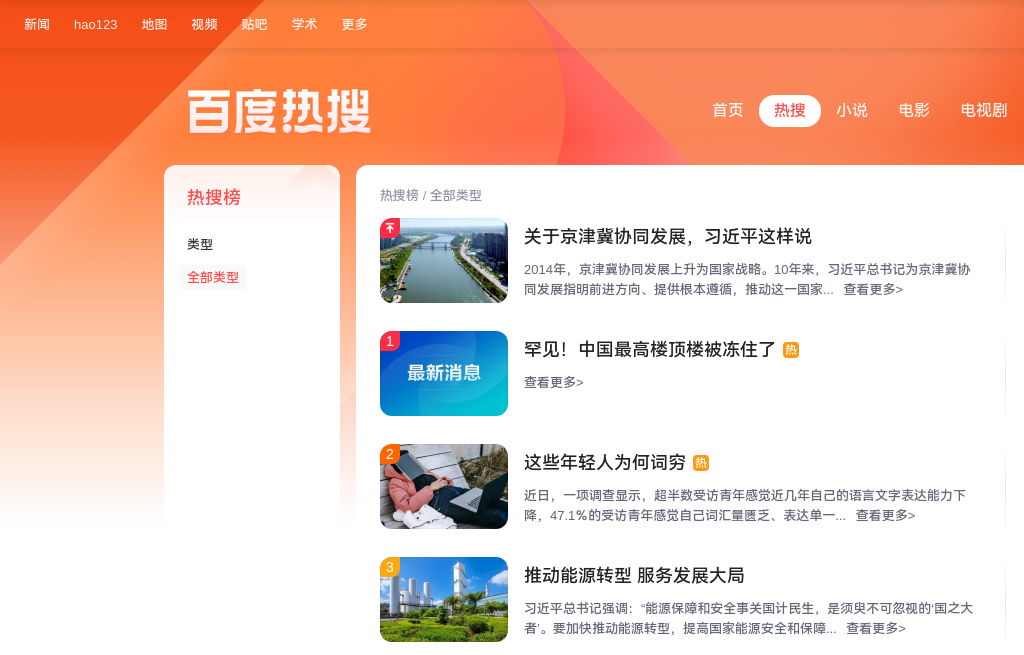 新闻 hao123 地图 视频 贴吧 学术 更多
百度热搜
首页 热搜 小说 电影 电视剧
热搜榜
类型
全部类型
热搜榜 / 全部类型
关于京津冀协同发展，习近平这样说
2014年，京津冀协同发展上升为国家战略。10年来，习近平总书记为京津冀协
同发展指明前进方向、提供根本遵循，推动这一国家... 查看更多>
1
最新消息
罕见！中国最高楼顶楼被冻住了 热
查看更多>
2
这些年轻人为何词穷 热
近日，一项调查显示，超半数受访青年感觉近几年自己的语言文字表达能力下
降，47.1%的受访青年感觉自己词汇量匮乏、表达单一... 查看更多>
3
推动能源转型 服务发展大局
习近平总书记强调：“能源保障和安全事关国计民生，是须臾不可忽视的‘国之大
者’。要加快推动能源转型，提高国家能源安全和保障... 查看更多>